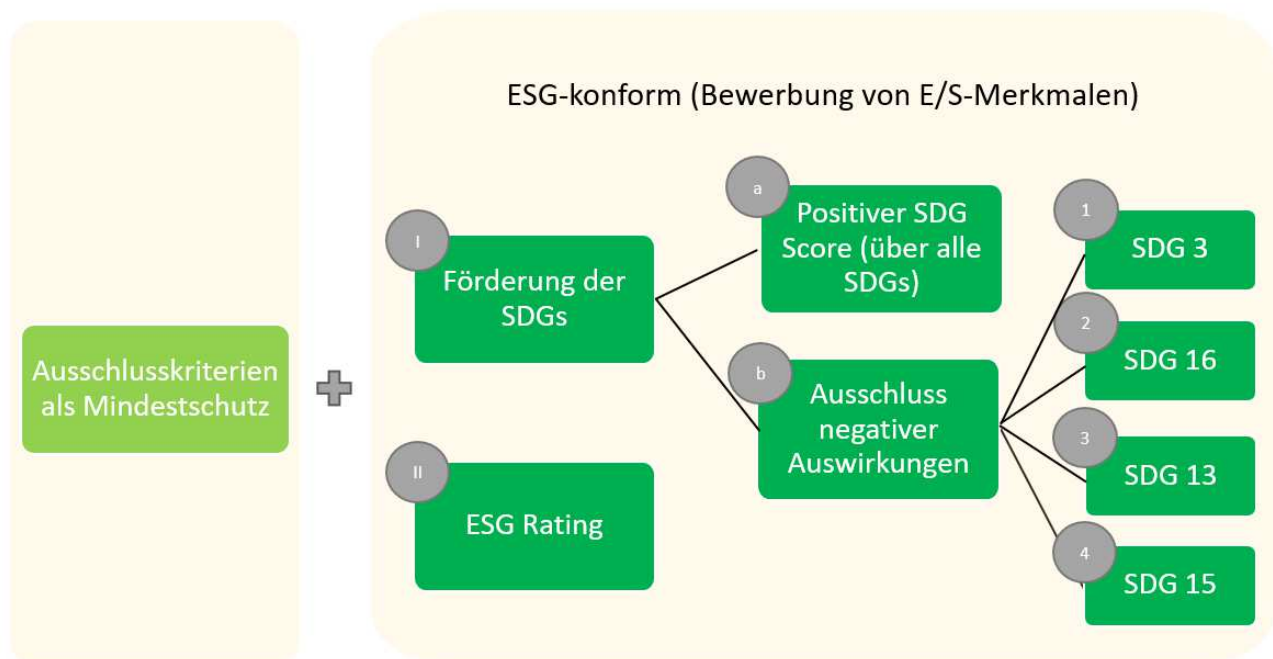 Ausschlusskriterien
als Mindestschutz
ESG-konform (Bewerbung von E/S-Merkmalen)
I
Förderung der
SDGs
II
ESG Rating
a
Positiver SDG
Score (über alle
SDGs)
b
Ausschluss
negativer
Auswirkungen
1
SDG 3
2
SDG 16
3
SDG 13
4
SDG 15